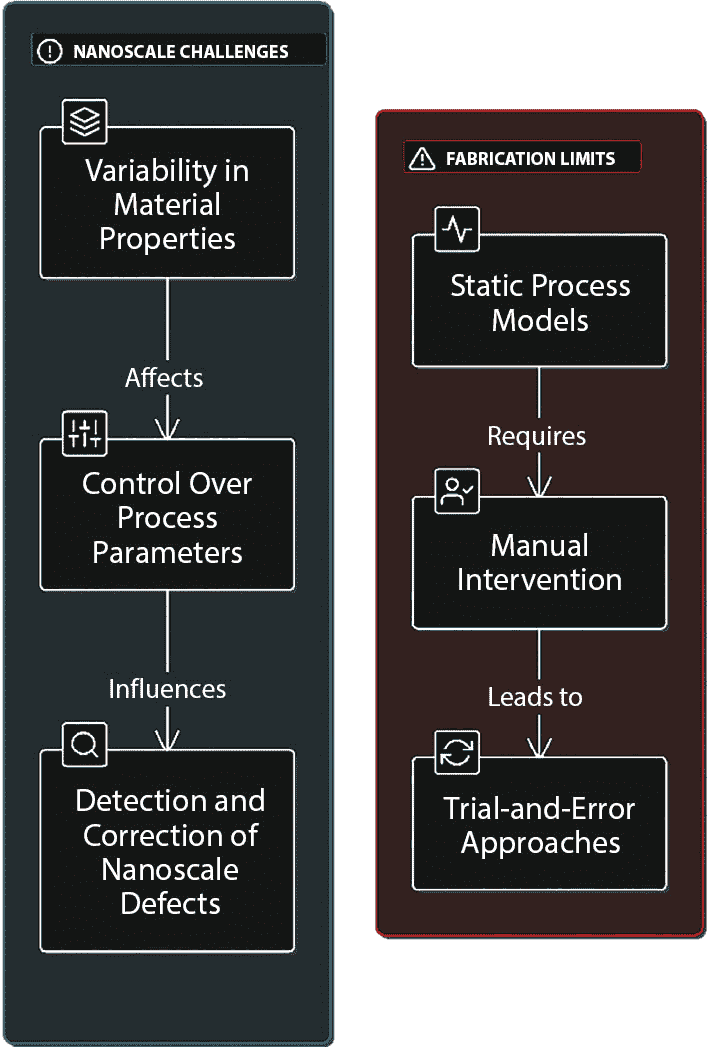 NANOSCALE CHALLENGES
Variability in
Material
Properties
Affects
Control Over
Process
Parameters
Influences
Detection and
Correction of
Nanoscale
Defects
FABRICATION LIMITS
Static Process
Models
Requires
Manual
Intervention
Leads to
Trial-and-Error
Approaches